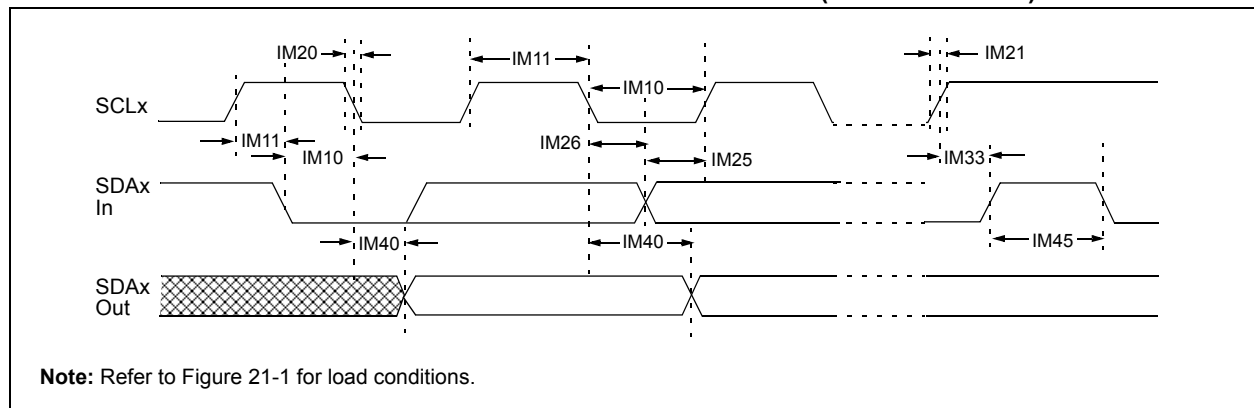 IM20
IM11
IM21
IM10
SCLx
IM11
IM26
IM10
IM25
IM33
SDAx
In
IM40
IM40
IM45
SDAx
Out
Note: Refer to Figure 21-1 for load conditions.